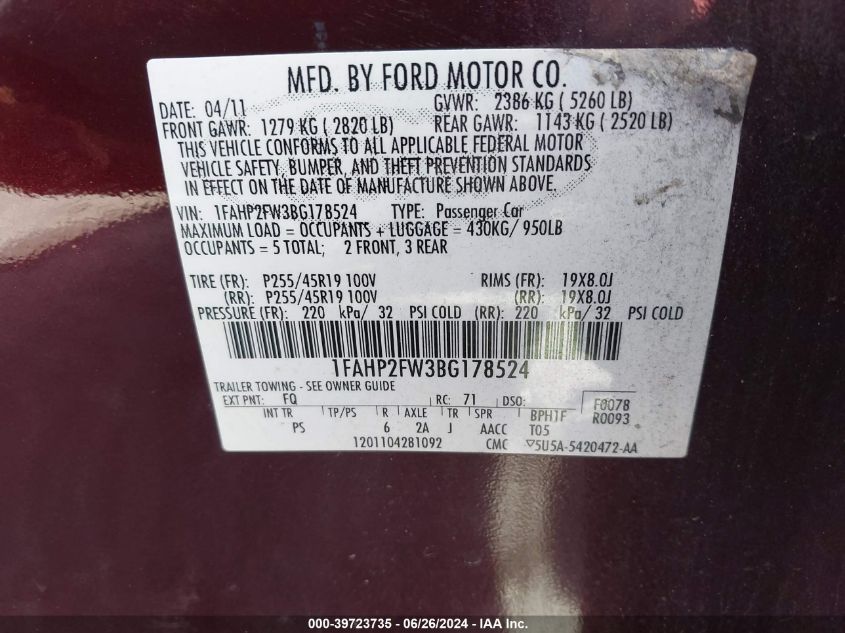 MFD. BY FORD MOTOR CO.
DATE: 04/11 GVWR: 2386 KG ( 5260 LB)
FRONT GAWR: 1279 KG ( 2820 LB) REAR GAWR: 1143 KG ( 2520 LB)
THIS VEHICLE CONFORMS TO ALL APPLICABLE FEDERAL MOTOR
VEHICLE SAFETY, BUMPER, AND THEFT PREVENTION STANDARDS
IN EFFECT ON THE DATE OF MANUFACTURE SHOWN ABOVE.
VIN: 1FAHP2FW3BG178524 TYPE: Passenger Car
MAXIMUM LOAD = OCCUPANTS + LUGGAGE = 430KG/ 950LB
OCCUPANTS = 5 TOTAL; 2 FRONT, 3 REAR
TIRE (FR): P255/45R19 100V RIMS (FR): 19X8.0J
(RR): P255/45R19 100V (RR): 19X8.0J
PRESSURE (FR): 220 kPa/ 32 PSI COLD (RR): 220 kPa/ 32 PSI COLD
1FAHP2FW3BG178524
TRAILER TOWING - SEE OWNER GUIDE
EXT PNT: FQ RC: 71 DSO: F0078
INT TR TP/PS R AXLE TR SPR BPH1F R0093
PS 6 2A J AACC T05
1201104281092 CMC ▽5U5A-5420472-AA
000-39723735 - 06/26/2024 - IAA Inc.